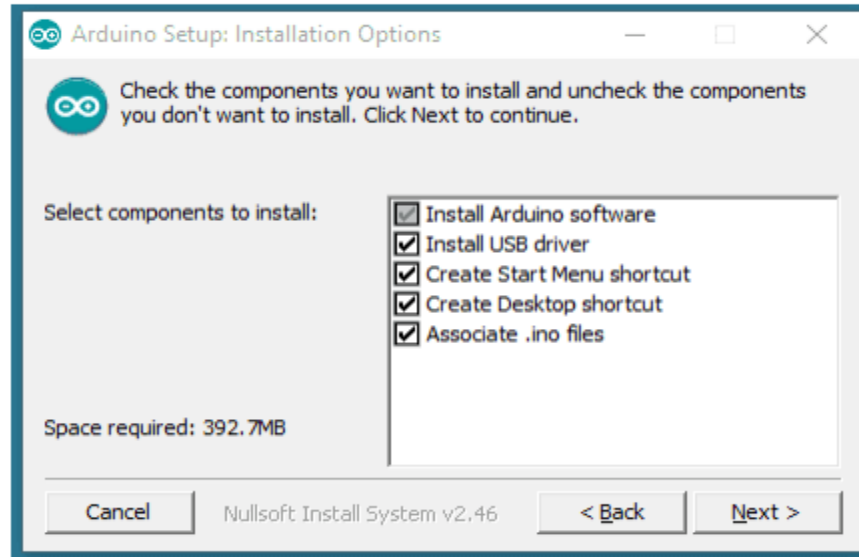 Arduino Setup: Installation Options
Check the components you want to install and uncheck the components
you don't want to install. Click Next to continue.
Select components to install:
Install Arduino software
Install USB driver
Create Start Menu shortcut
Create Desktop shortcut
Associate .ino files
Space required: 392.7MB
Cancel
Nullsoft Install System v2.46
< Back
Next >